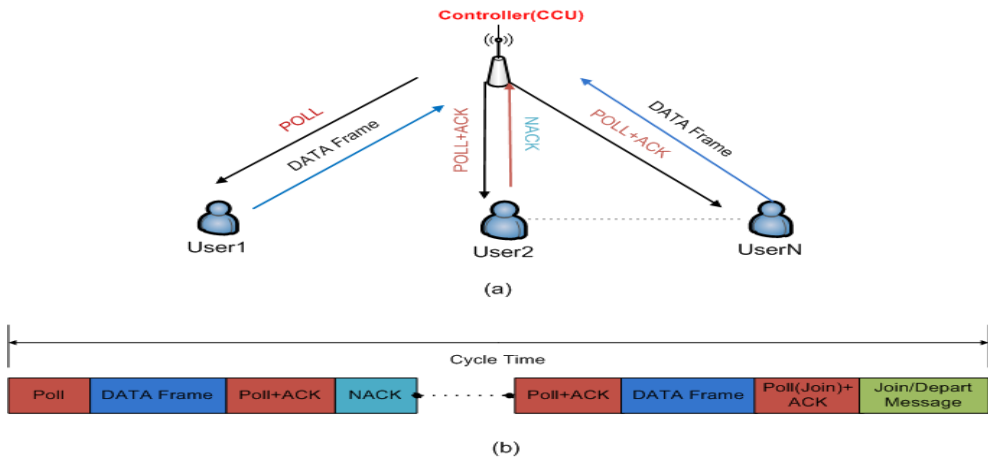 Controller(CCU)
POLL
DATA Frame
POLL+ACK
NACK
POLL+ACK
DATA Frame
User1
User2
UserN
(a)
Cycle Time
Poll
DATA Frame
Poll+ACK
NACK
Poll+ACK
DATA Frame
Poll(Join)+
ACK
Join/Depart
Message
(b)